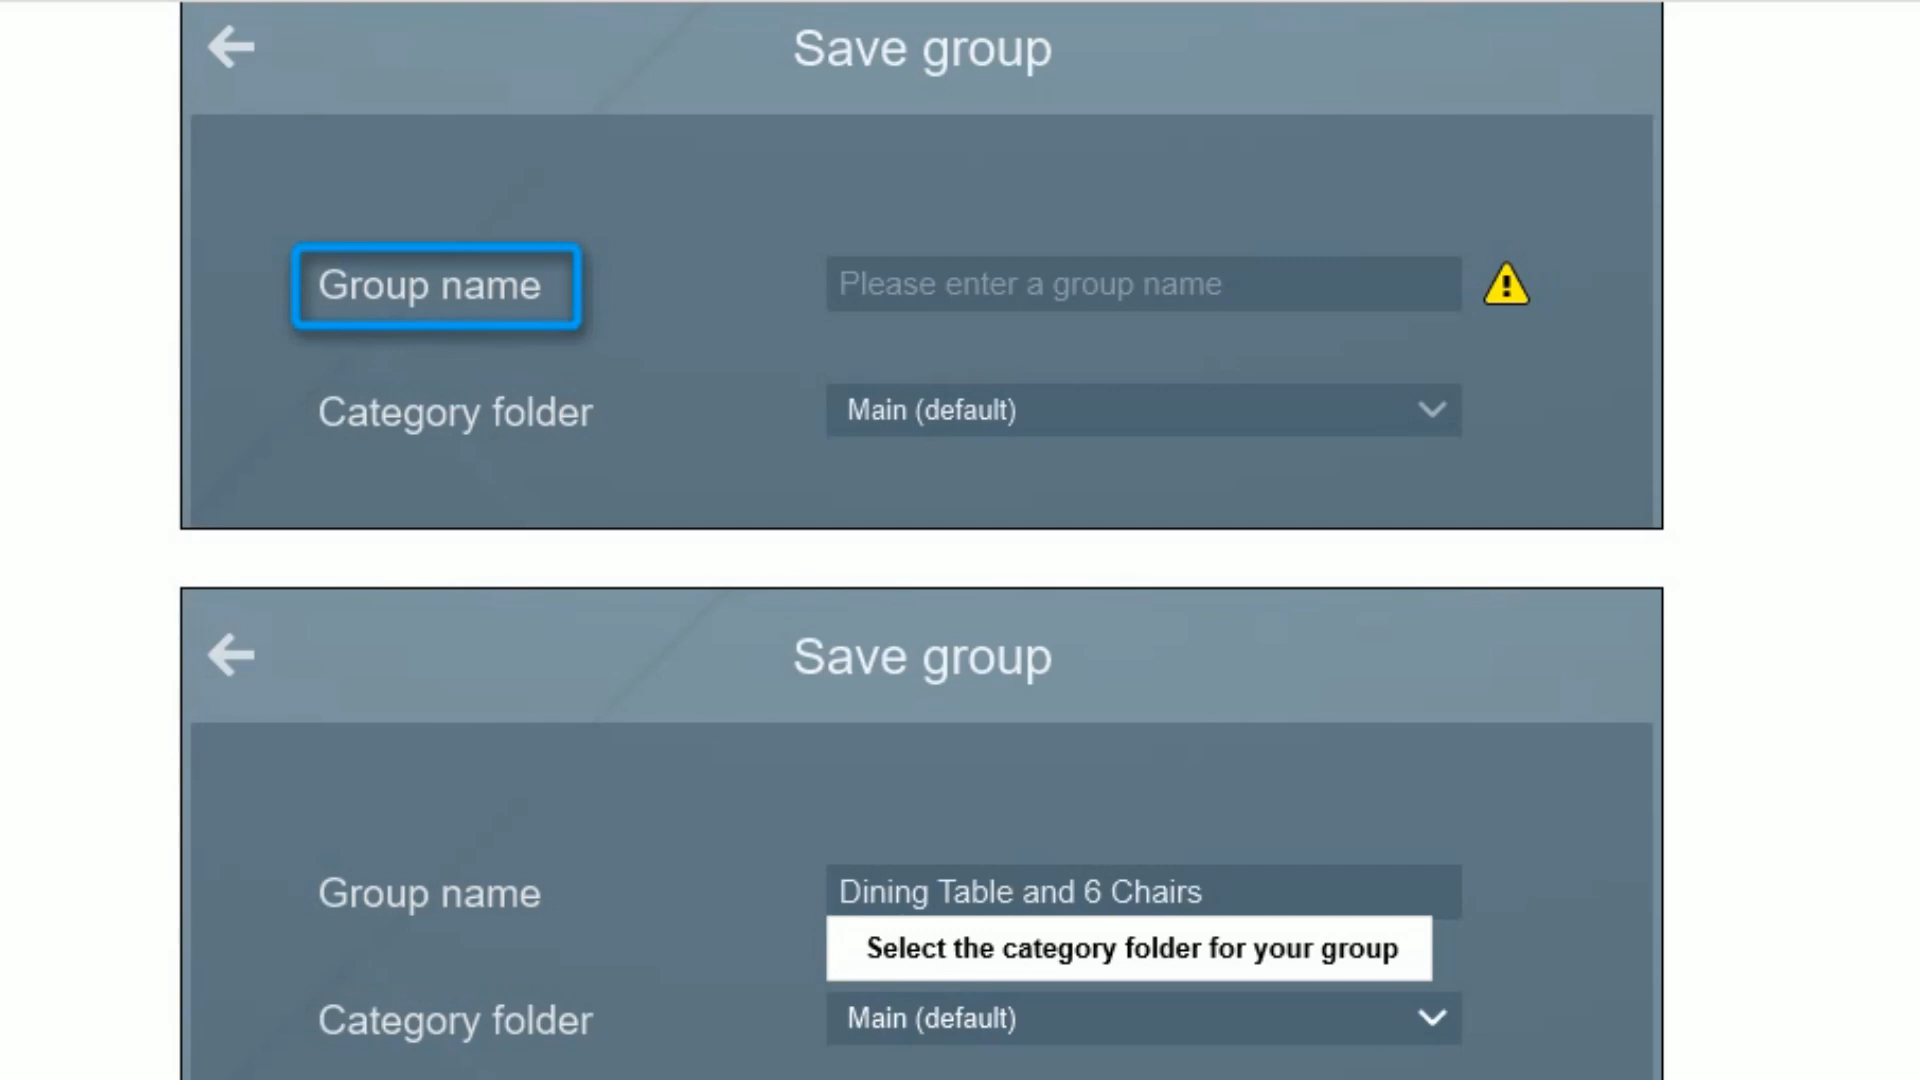 Save group
Group name
Please enter a group name
Category folder
Main (default)
Save group
Group name
Dining Table and 6 Chairs
Select the category folder for your group
Category folder
Main (default)